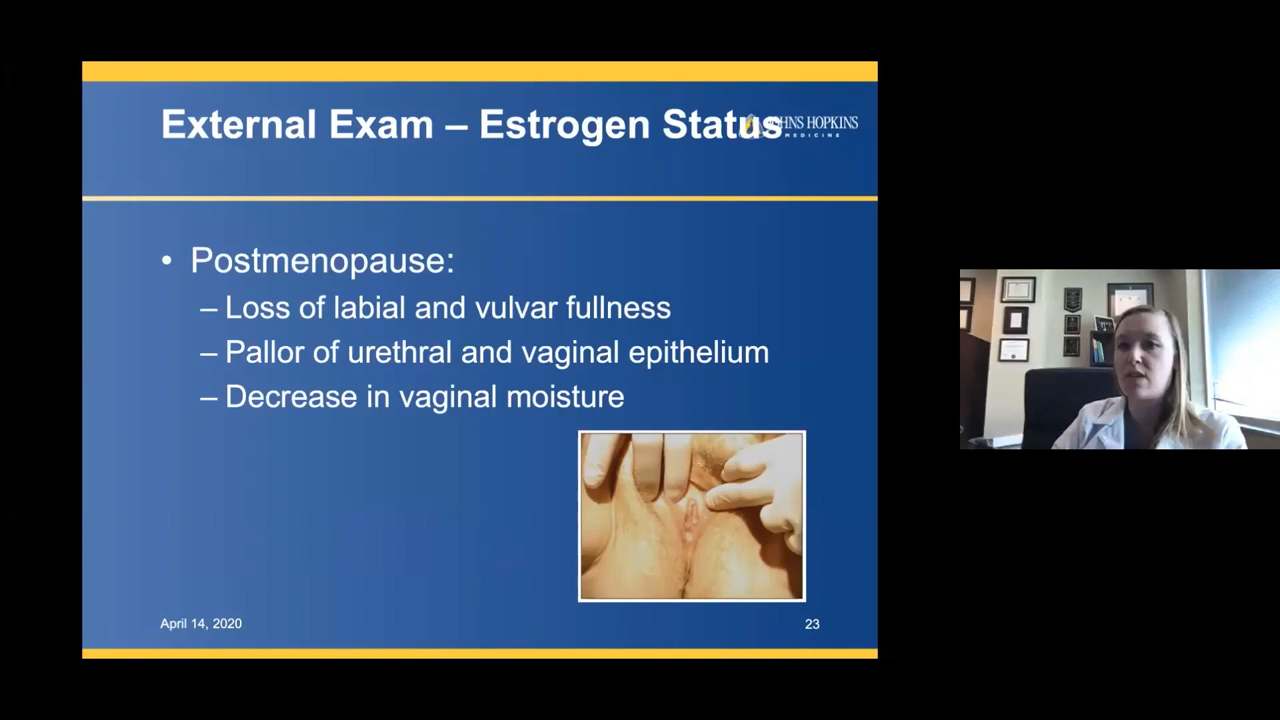 External Exam – Estrogen Status
JOHNS HOPKINS
MEDICINE
• Postmenopause:
– Loss of labial and vulvar fullness
– Pallor of urethral and vaginal epithelium
– Decrease in vaginal moisture
April 14, 2020
23